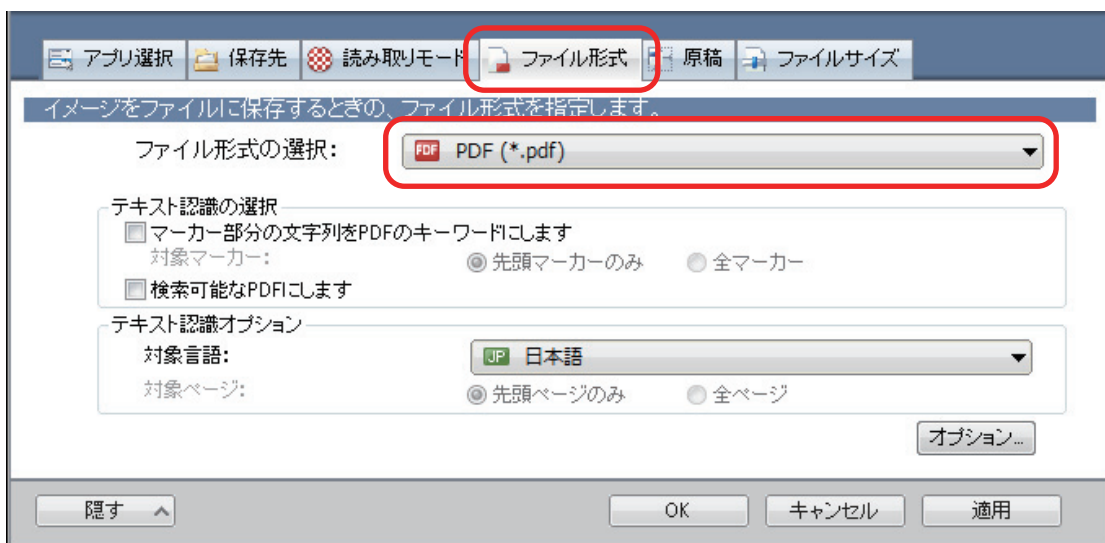 アプリ選択 保存先 読み取りモード ファイル形式 原稿 ファイルサイズ
イメージをファイルに保存するときの、ファイル形式を指定します。
ファイル形式の選択: PDF PDF (*.pdf)
テキスト認識の選択
マーカー部分の文字列をPDFのキーワードにします
対象マーカー: 先頭マーカーのみ 全マーカー
検索可能なPDFにします
テキスト認識オプション
対象言語: JP 日本語
対象ページ: 先頭ページのみ 全ページ
オプション...
隠す OK キャンセル 適用